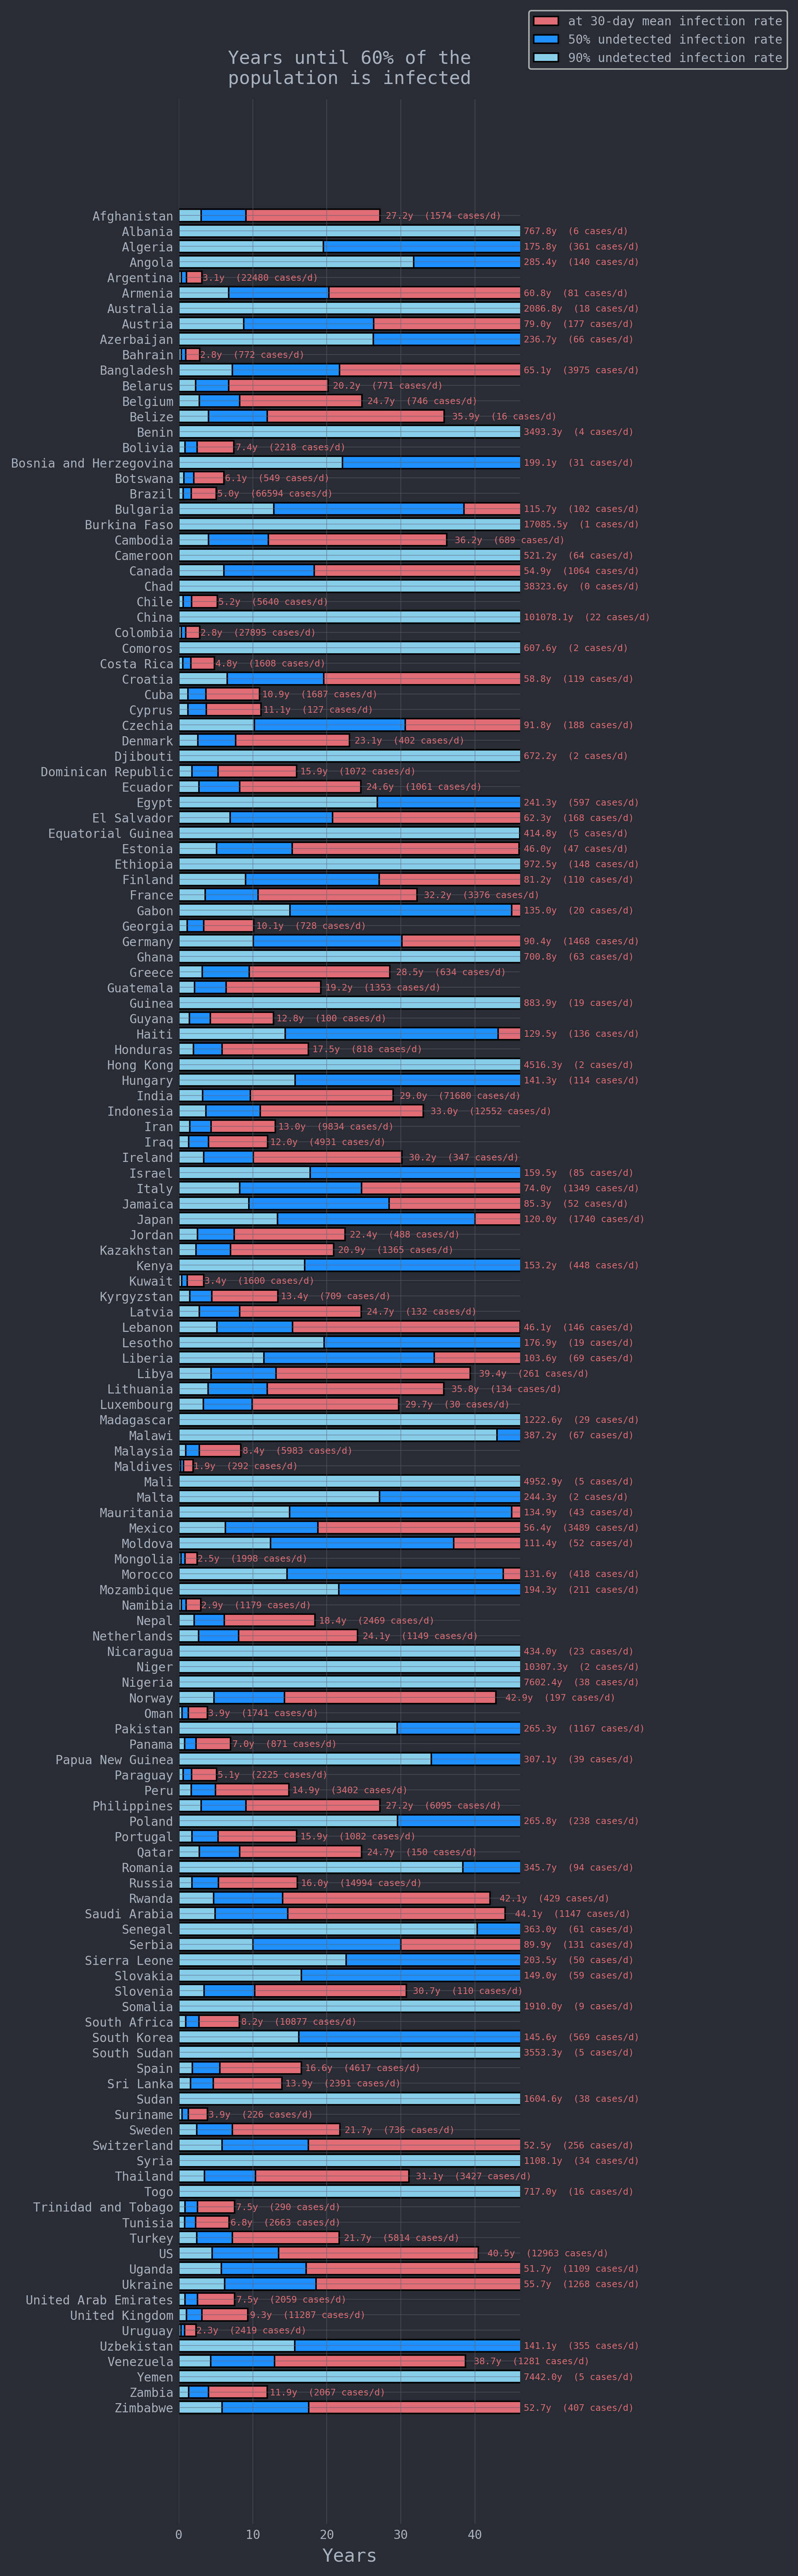 at 30-day mean infection rate
50% undetected infection rate
90% undetected infection rate
Years until 60% of the
population is infected
Afghanistan 27.2y (1574 cases/d)
Albania 767.8y (6 cases/d)
Algeria 175.8y (361 cases/d)
Angola 285.4y (140 cases/d)
Argentina 3.1y (22480 cases/d)
Armenia 60.8y (81 cases/d)
Australia 2086.8y (18 cases/d)
Austria 79.0y (177 cases/d)
Azerbaijan 236.7y (66 cases/d)
Bahrain 2.8y (772 cases/d)
Bangladesh 65.1y (3975 cases/d)
Belarus 20.2y (771 cases/d)
Belgium 24.7y (746 cases/d)
Belize 35.9y (16 cases/d)
Benin 3493.3y (4 cases/d)
Bolivia 7.4y (2218 cases/d)
Bosnia and Herzegovina 199.1y (31 cases/d)
Botswana 6.1y (549 cases/d)
Brazil 5.0y (66594 cases/d)
Bulgaria 115.7y (102 cases/d)
Burkina Faso 17085.5y (1 cases/d)
Cambodia 36.2y (689 cases/d)
Cameroon 521.2y (64 cases/d)
Canada 54.9y (1064 cases/d)
Chad 38323.6y (0 cases/d)
Chile 5.2y (5640 cases/d)
China 101078.1y (22 cases/d)
Colombia 2.8y (27895 cases/d)
Comoros 607.6y (2 cases/d)
Costa Rica 4.8y (1608 cases/d)
Croatia 58.8y (119 cases/d)
Cuba 10.9y (1687 cases/d)
Cyprus 11.1y (127 cases/d)
Czechia 91.8y (188 cases/d)
Denmark 23.1y (402 cases/d)
Djibouti 672.2y (2 cases/d)
Dominican Republic 15.9y (1072 cases/d)
Ecuador 24.6y (1061 cases/d)
Egypt 241.3y (597 cases/d)
El Salvador 62.3y (168 cases/d)
Equatorial Guinea 414.8y (5 cases/d)
Estonia 46.0y (47 cases/d)
Ethiopia 972.5y (148 cases/d)
Finland 81.2y (110 cases/d)
France 32.2y (3376 cases/d)
Gabon 135.0y (20 cases/d)
Georgia 10.1y (728 cases/d)
Germany 90.4y (1468 cases/d)
Ghana 700.8y (63 cases/d)
Greece 28.5y (634 cases/d)
Guatemala 19.2y (1353 cases/d)
Guinea 883.9y (19 cases/d)
Guyana 12.8y (100 cases/d)
Haiti 129.5y (136 cases/d)
Honduras 17.5y (818 cases/d)
Hong Kong 4516.3y (2 cases/d)
Hungary 141.3y (114 cases/d)
India 29.0y (71680 cases/d)
Indonesia 33.0y (12552 cases/d)
Iran 13.0y (9834 cases/d)
Iraq 12.0y (4931 cases/d)
Ireland 30.2y (347 cases/d)
Israel 159.5y (85 cases/d)
Italy 74.0y (1349 cases/d)
Jamaica 85.3y (52 cases/d)
Japan 120.0y (1740 cases/d)
Jordan 22.4y (488 cases/d)
Kazakhstan 20.9y (1365 cases/d)
Kenya 153.2y (448 cases/d)
Kuwait 3.4y (1600 cases/d)
Kyrgyzstan 13.4y (709 cases/d)
Latvia 24.7y (132 cases/d)
Lebanon 46.1y (146 cases/d)
Lesotho 176.9y (19 cases/d)
Liberia 103.6y (69 cases/d)
Libya 39.4y (261 cases/d)
Lithuania 35.8y (134 cases/d)
Luxembourg 29.7y (30 cases/d)
Madagascar 1222.6y (29 cases/d)
Malawi 387.2y (67 cases/d)
Malaysia 8.4y (5983 cases/d)
Maldives 1.9y (292 cases/d)
Mali 4952.9y (5 cases/d)
Malta 244.3y (2 cases/d)
Mauritania 134.9y (43 cases/d)
Mexico 56.4y (3489 cases/d)
Moldova 111.4y (52 cases/d)
Mongolia 2.5y (1998 cases/d)
Morocco 131.6y (418 cases/d)
Mozambique 194.3y (211 cases/d)
Namibia 2.9y (1179 cases/d)
Nepal 18.4y (2469 cases/d)
Netherlands 24.1y (1149 cases/d)
Nicaragua 434.0y (23 cases/d)
Niger 10307.3y (2 cases/d)
Nigeria 7602.4y (38 cases/d)
Norway 42.9y (197 cases/d)
Oman 3.9y (1741 cases/d)
Pakistan 265.3y (1167 cases/d)
Panama 7.0y (871 cases/d)
Papua New Guinea 307.1y (39 cases/d)
Paraguay 5.1y (2225 cases/d)
Peru 14.9y (3402 cases/d)
Philippines 27.2y (6095 cases/d)
Poland 265.8y (238 cases/d)
Portugal 15.9y (1082 cases/d)
Qatar 24.7y (150 cases/d)
Romania 345.7y (94 cases/d)
Russia 16.0y (14994 cases/d)
Rwanda 42.1y (429 cases/d)
Saudi Arabia 44.1y (1147 cases/d)
Senegal 363.0y (61 cases/d)
Serbia 89.9y (131 cases/d)
Sierra Leone 203.5y (50 cases/d)
Slovakia 149.0y (59 cases/d)
Slovenia 30.7y (110 cases/d)
Somalia 1910.0y (9 cases/d)
South Africa 8.2y (10877 cases/d)
South Korea 145.6y (569 cases/d)
South Sudan 3553.3y (5 cases/d)
Spain 16.6y (4617 cases/d)
Sri Lanka 13.9y (2391 cases/d)
Sudan 1604.6y (38 cases/d)
Suriname 3.9y (226 cases/d)
Sweden 21.7y (736 cases/d)
Switzerland 52.5y (256 cases/d)
Syria 1108.1y (34 cases/d)
Thailand 31.1y (3427 cases/d)
Togo 717.0y (16 cases/d)
Trinidad and Tobago 7.5y (290 cases/d)
Tunisia 6.8y (2663 cases/d)
Turkey 21.7y (5814 cases/d)
US 40.5y (12963 cases/d)
Uganda 51.7y (1109 cases/d)
Ukraine 55.7y (1268 cases/d)
United Arab Emirates 7.5y (2059 cases/d)
United Kingdom 9.3y (11287 cases/d)
Uruguay 2.3y (2419 cases/d)
Uzbekistan 141.1y (355 cases/d)
Venezuela 38.7y (1281 cases/d)
Yemen 7442.0y (5 cases/d)
Zambia 11.9y (2067 cases/d)
Zimbabwe 52.7y (407 cases/d)
0 10 20 30 40
Years